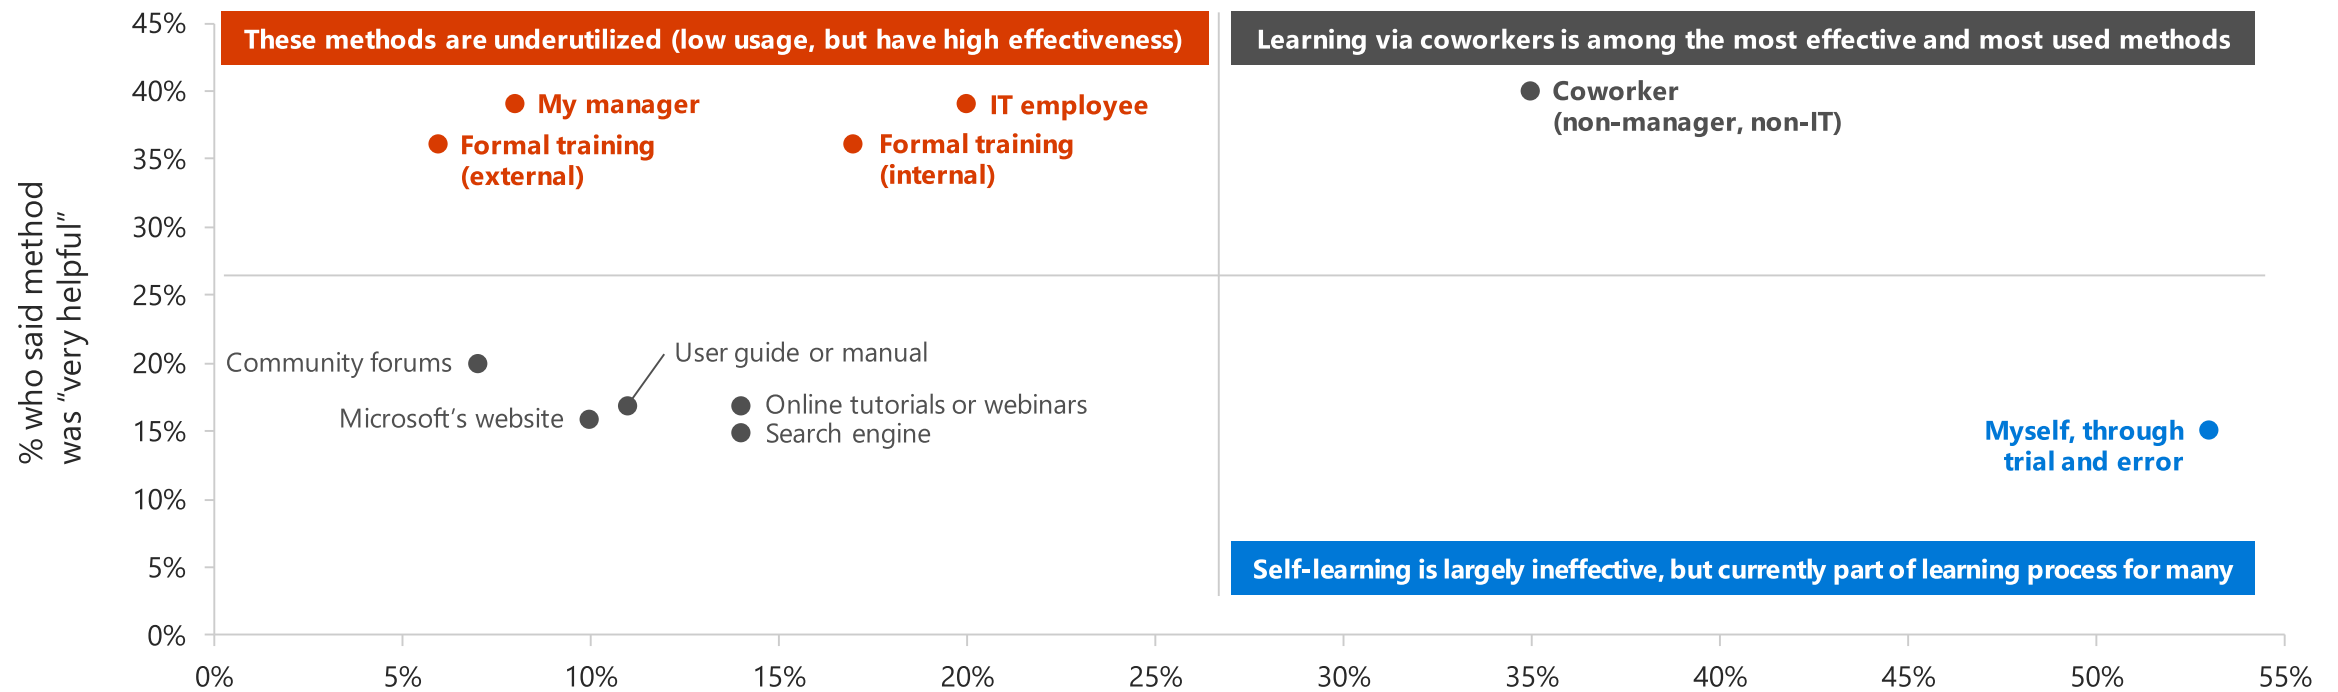 45%
These methods are underutilized (low usage, but have high effectiveness)
Learning via coworkers is among the most effective and most used methods
40%
My manager
IT employee
Coworker
(non-manager, non-IT)
Formal training
(external)
Formal training
(internal)
35%
30%
25%
% who said method
was “very helpful”
20%
Community forums
User guide or manual
Microsoft‘s website
Online tutorials or webinars
Search engine
15%
Myself, through
trial and error
10%
5%
Self-learning is largely ineffective, but currently part of learning process for many
0%
0%
5%
10%
15%
20%
25%
30%
35%
40%
45%
50%
55%